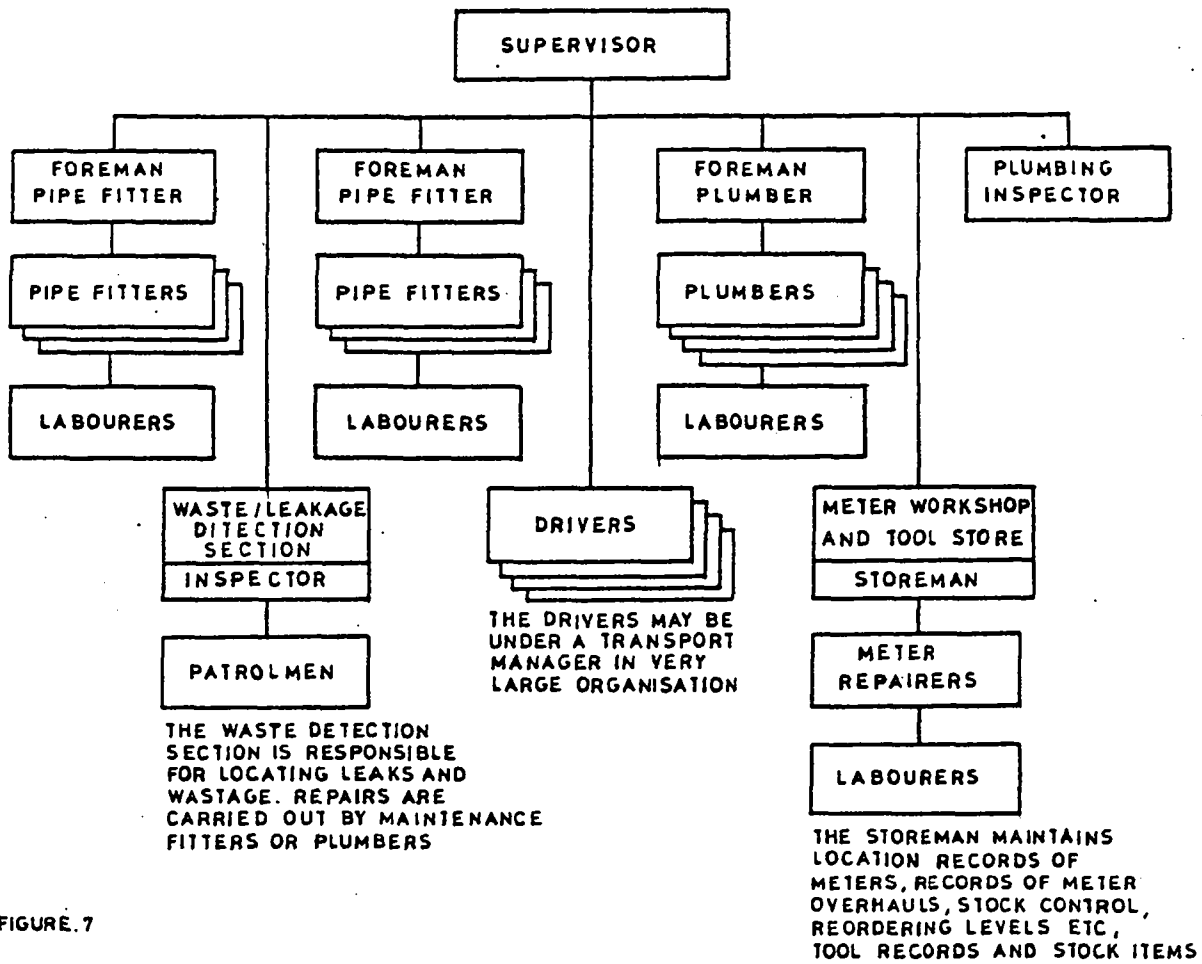 SUPERVISOR
FOREMAN
PIPE FITTER
FOREMAN
PIPE FITTER
FOREMAN
PLUMBER
PLUMBING
INSPECTOR
PIPE FITTERS
PIPE FITTERS
PLUMBERS
LABOURERS
LABOURERS
LABOURERS
WASTE/LEAKAGE
DITECTION
SECTION
INSPECTOR
DRIVERS
METER WORKSHOP
AND TOOL STORE
STOREMAN
THE DRIVERS MAY BE
UNDER A TRANSPORT
MANAGER IN VERY
LARGE ORGANISATION
PATROLMEN
METER
REPAIRERS
THE WASTE DETECTION
SECTION IS RESPONSIBLE
FOR LOCATING LEAKS AND
WASTAGE. REPAIRS ARE
CARRIED OUT BY MAINTENANCE
FITTERS OR PLUMBERS
LABOURERS
THE STOREMAN MAINTAINS
LOCATION RECORDS OF
METERS, RECORDS OF METER
OVERHAULS, STOCK CONTROL,
REORDERING LEVELS ETC,
TOOL RECORDS AND STOCK ITEMS
FIGURE. 7